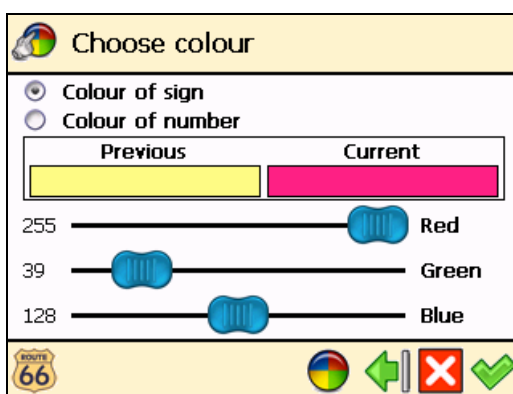 Choose colour
Colour of sign
Colour of number
Previous Current
255 Red
39 Green
128 Blue
ROUTE
66